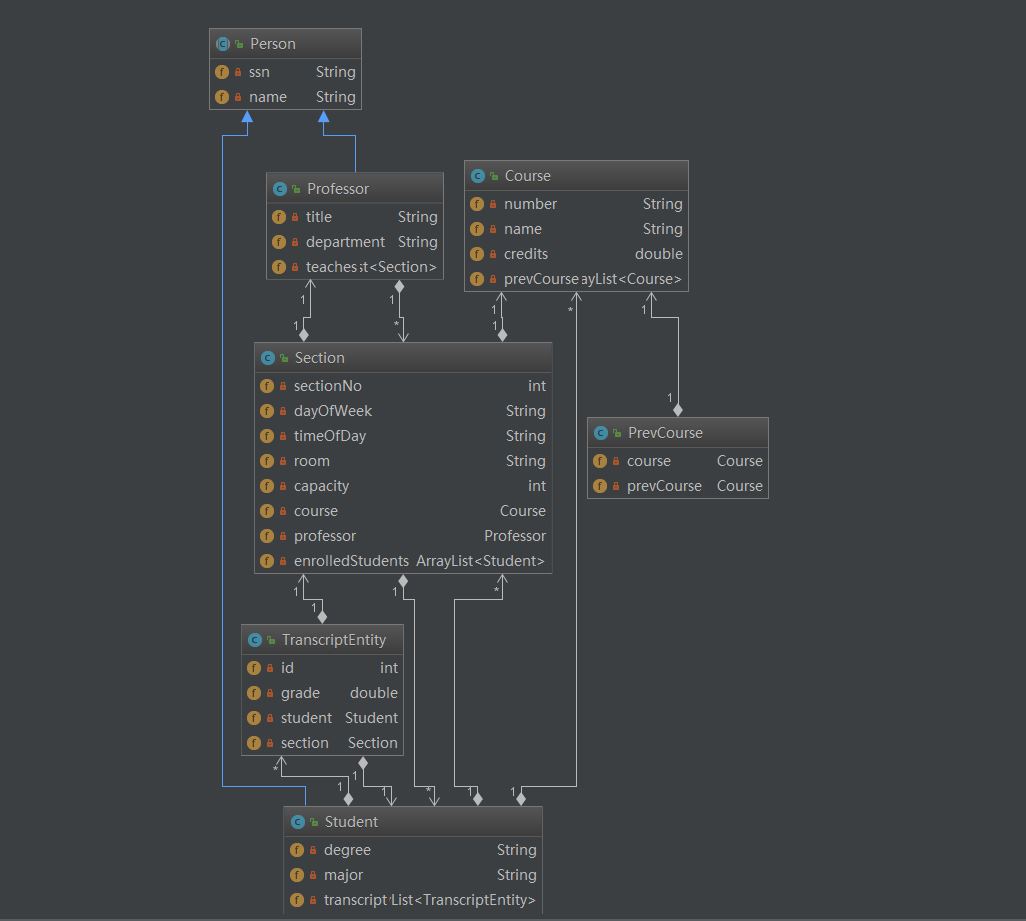 Person
ssn String
name String
Professor
title String
department String
teaches st<Section>
Course
number String
name String
credits double
prevCourse ayList<Course>
1
1
1
*
1
1
*
1
1
Section
sectionNo int
dayOfWeek String
timeOfDay String
room String
capacity int
course Course
professor Professor
enrolledStudents ArrayList<Student>
PrevCourse
course Course
prevCourse Course
1
1
1
*
TranscriptEntity
id int
grade double
student Student
section Section
*
1
1
1
*
1
1
Student
degree String
major String
transcript List<TranscriptEntity>